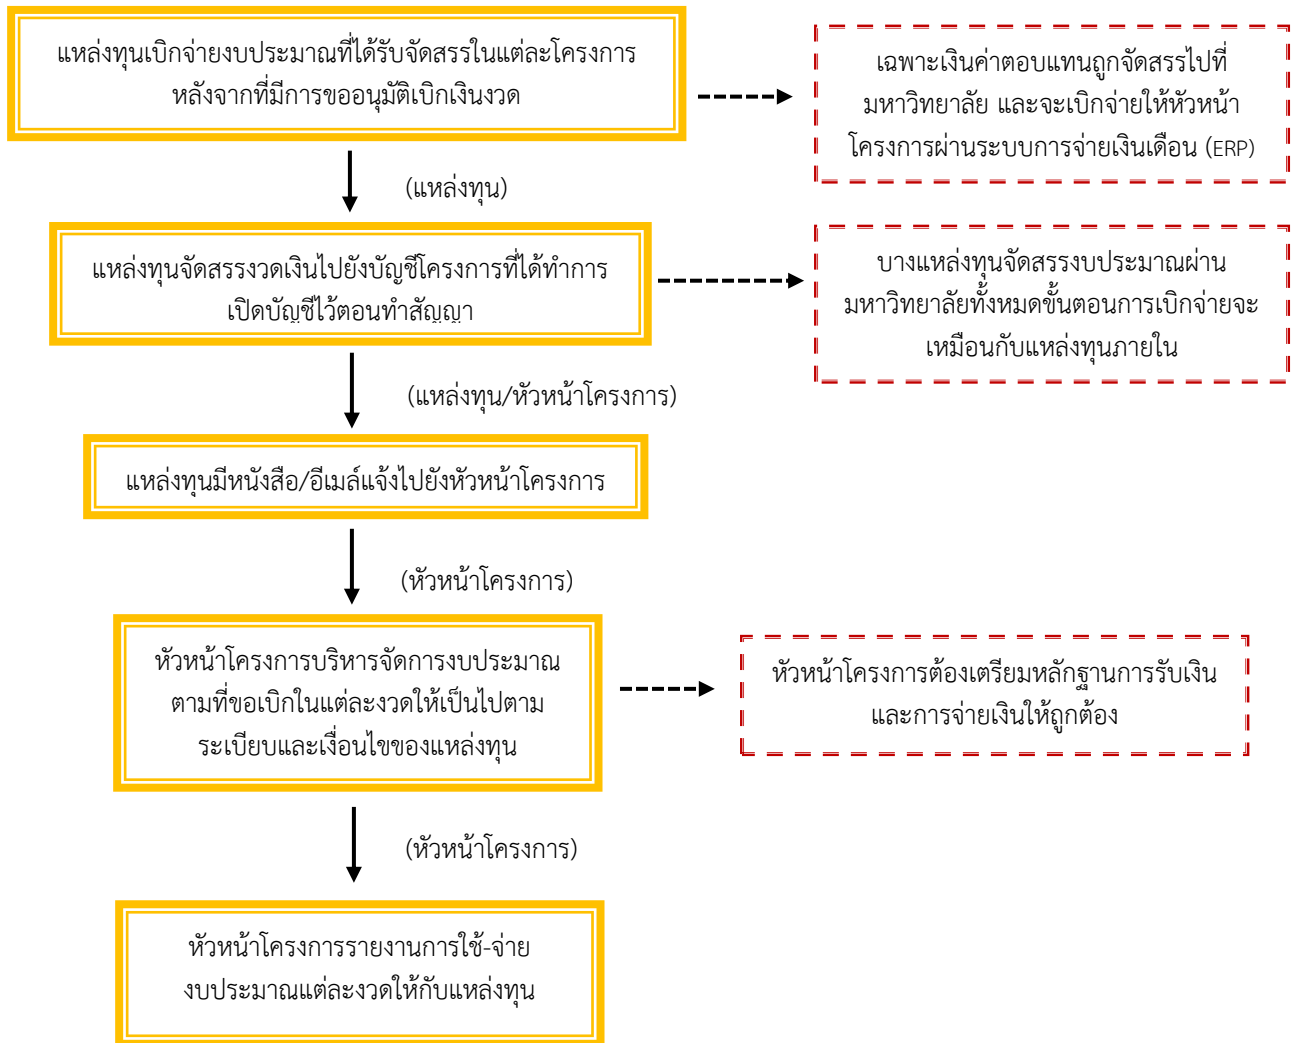 แหล่งทุนเบิกจ่ายงบประมาณที่ได้รับจัดสรรในแต่ละโครงการ
หลังจากที่มีการขออนุมัติเบิกเงินงวด
เฉพาะเงินค่าตอบแทนถูกจัดสรรไปที่
มหาวิทยาลัย และจะเบิกจ่ายให้หัวหน้า
โครงการผ่านระบบการจ่ายเงินเดือน (ERP)
(แหล่งทุน)
แหล่งทุนจัดสรรงวดเงินไปยังบัญชีโครงการที่ได้ทำการ
เปิดบัญชีไว้ตอนทำสัญญา
บางแหล่งทุนจัดสรรงบประมาณผ่าน
มหาวิทยาลัยทั้งหมดขั้นตอนการเบิกจ่ายจะ
เหมือนกับแหล่งทุนภายใน
(แหล่งทุน/หัวหน้าโครงการ)
แหล่งทุนมีหนังสือ/อีเมล์แจ้งไปยังหัวหน้าโครงการ
(หัวหน้าโครงการ)
หัวหน้าโครงการบริหารจัดการงบประมาณ
ตามที่ขอเบิกในแต่ละงวดให้เป็นไปตาม
ระเบียบและเงื่อนไขของแหล่งทุน
หัวหน้าโครงการต้องเตรียมหลักฐานการรับเงิน
และการจ่ายเงินให้ถูกต้อง
(หัวหน้าโครงการ)
หัวหน้าโครงการรายงานการใช้-จ่าย
งบประมาณแต่ละงวดให้กับแหล่งทุน